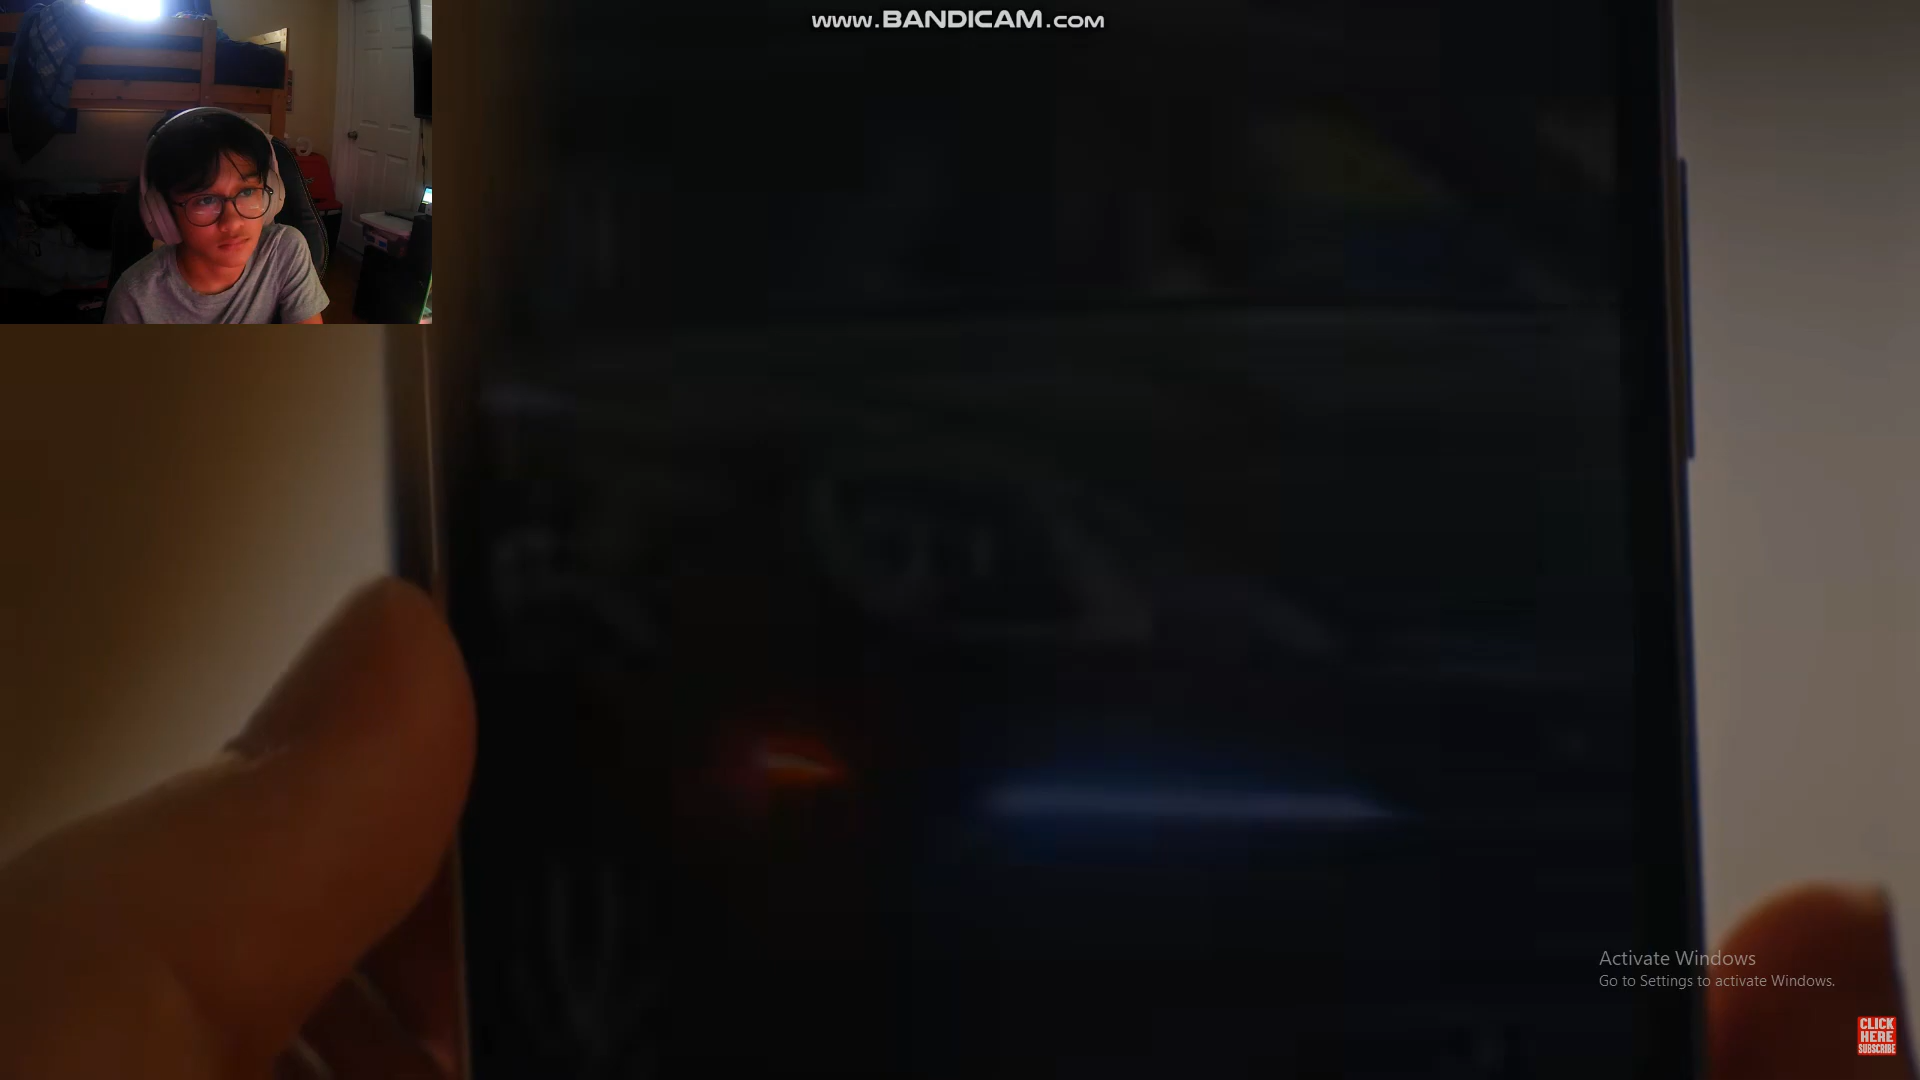 www.BANDICAM.COM
Activate Windows
Go to Settings to activate Windows.
CLICK
HERE
SUBSCRIBE